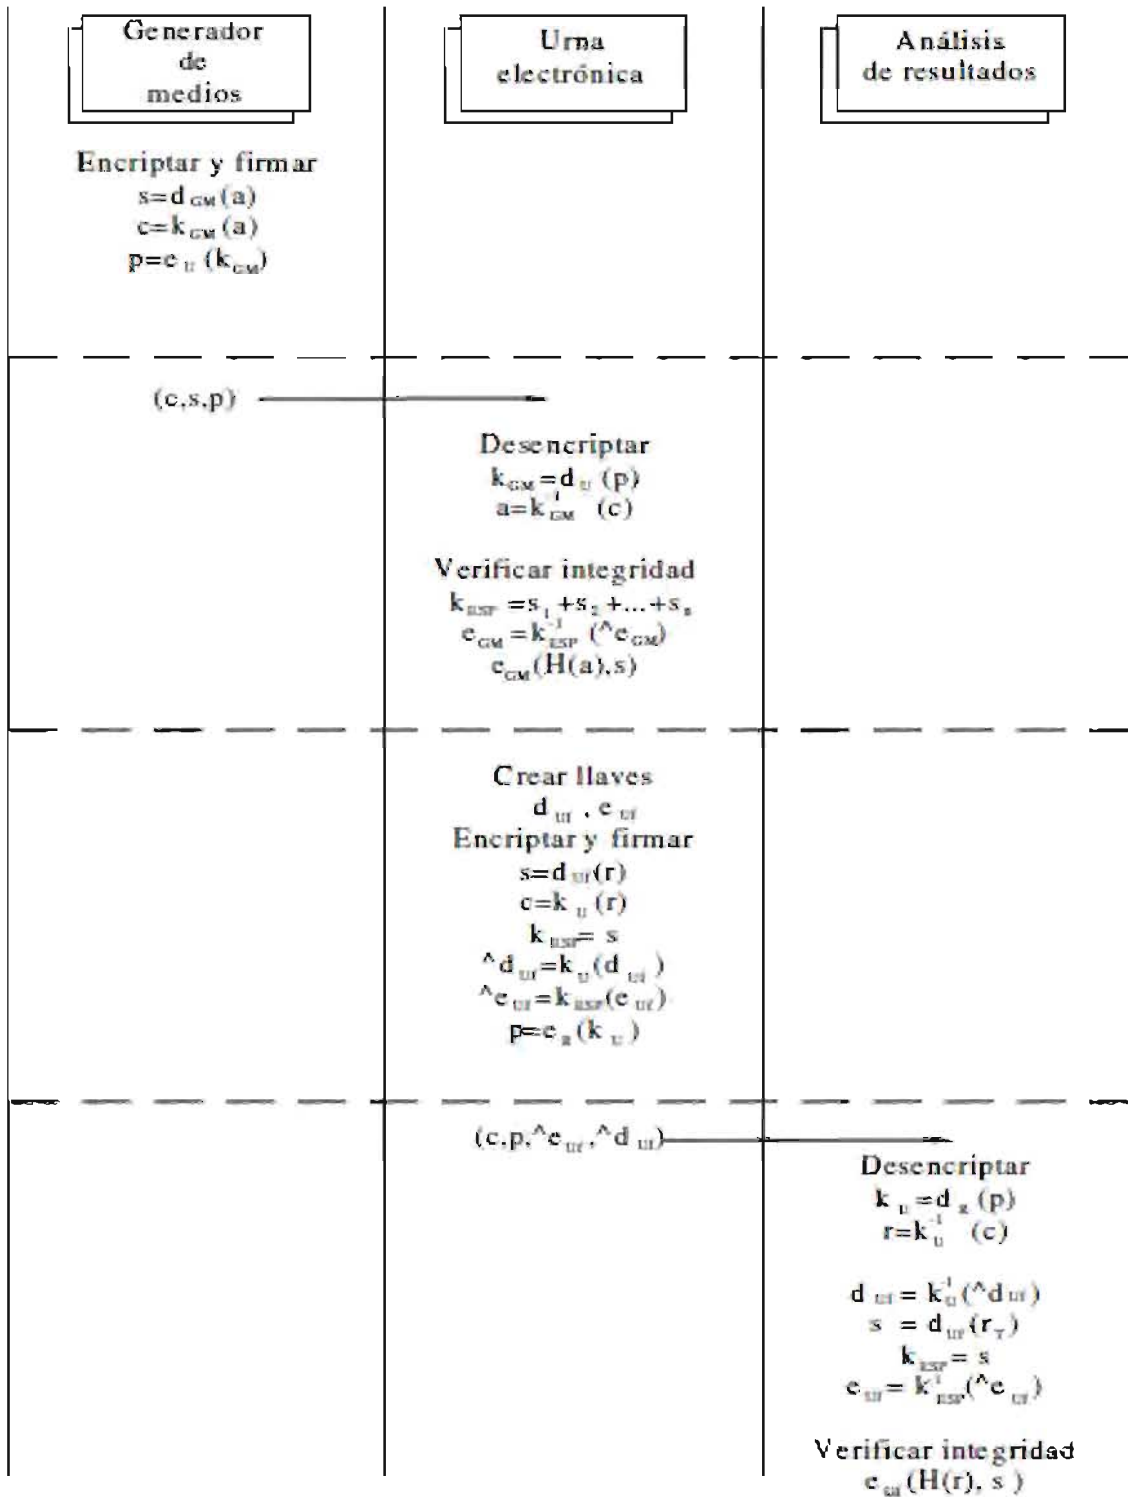 Generador
de
medios
Urna
electrónica
Análisis
de resultados
Encriptar y firmar
s=d GM (a)
c=k GM (a)
p=e U (k GM)
(c,s,p)
Desencriptar
k GM =d U (p)
a=k GM -1 (c)
Verificar integridad
k ESP =s 1 +s 2 +...+s n
e GM =k ESP -1 (^e GM)
e GM (H(a),s)
Crear llaves
d Uf , e Uf
Encriptar y firmar
s=d Uf (r)
c=k U (r)
k ESP = s
^d Uf =k U (d Uf )
^e Uf =k ESP (e Uf )
p=e R (k U )
(c,p,^e Uf ,^d Uf )
Desencriptar
k U =d R (p)
r=k U -1 (c)
d Uf = k U -1 (^d Uf )
s = d Uf (r T )
k ESP = s
e Uf = k ESP -1 (^e Uf )
Verificar integridad
e Uf (H(r), s )